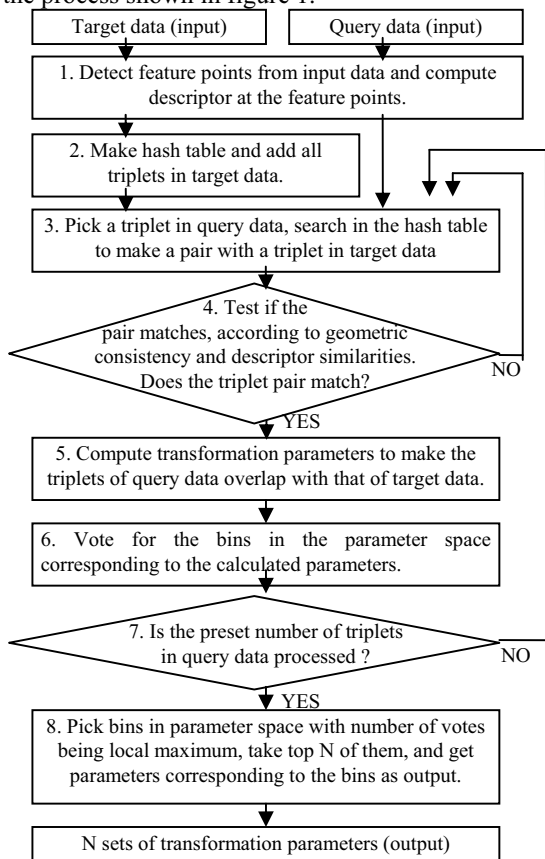 the process shown in figure 1.
Target data (input)
Query data (input)
1. Detect feature points from input data and compute
descriptor at the feature points.
2. Make hash table and add all
triplets in target data.
3. Pick a triplet in query data, search in the hash table
to make a pair with a triplet in target data
4. Test if the
pair matches, according to geometric
consistency and descriptor similarities.
Does the triplet pair match?
NO
YES
5. Compute transformation parameters to make the
triplets of query data overlap with that of target data.
6. Vote for the bins in the parameter space
corresponding to the calculated parameters.
7. Is the preset number of triplets
in query data processed ?
NO
YES
8. Pick bins in parameter space with number of votes
being local maximum, take top N of them, and get
parameters corresponding to the bins as output.
N sets of transformation parameters (output)